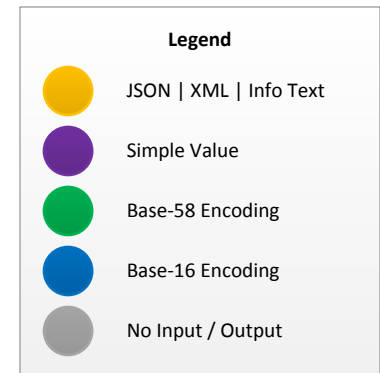 Legend
JSON | XML | Info Text
Simple Value
Base-58 Encoding
Base-16 Encoding
No Input / Output